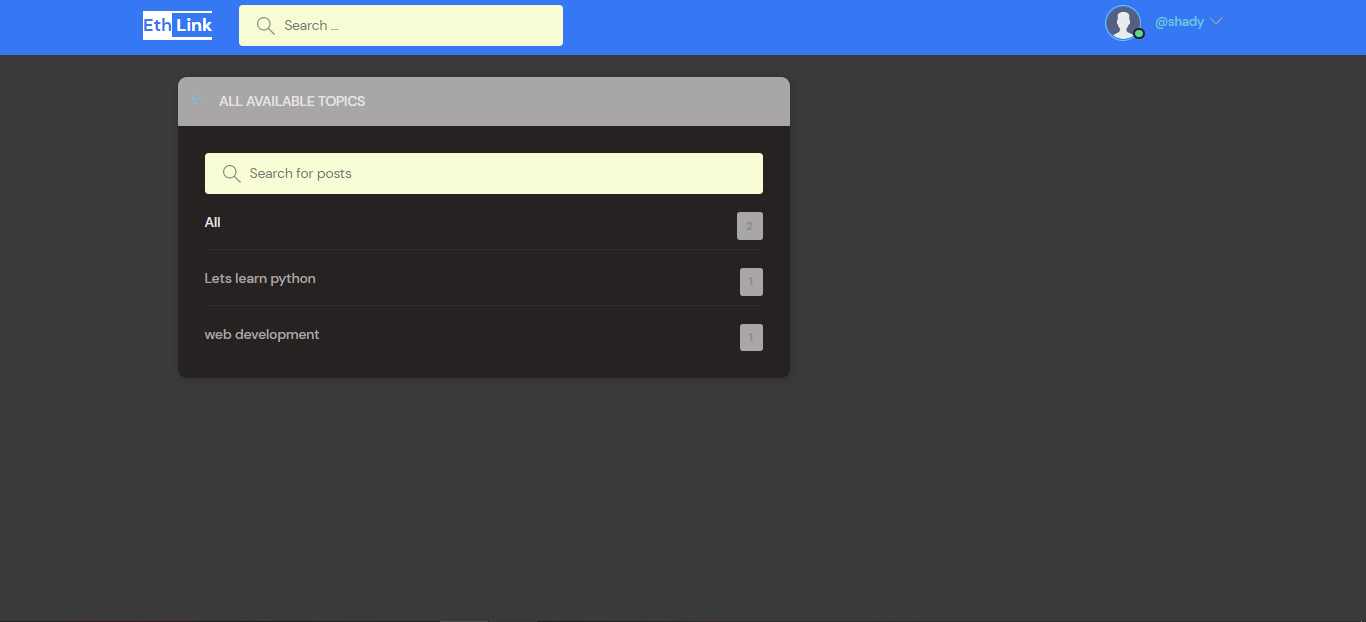 Eth Link
Search ...
@shady
ALL AVAILABLE TOPICS
Search for posts
All
2
Lets learn python
1
web development
1